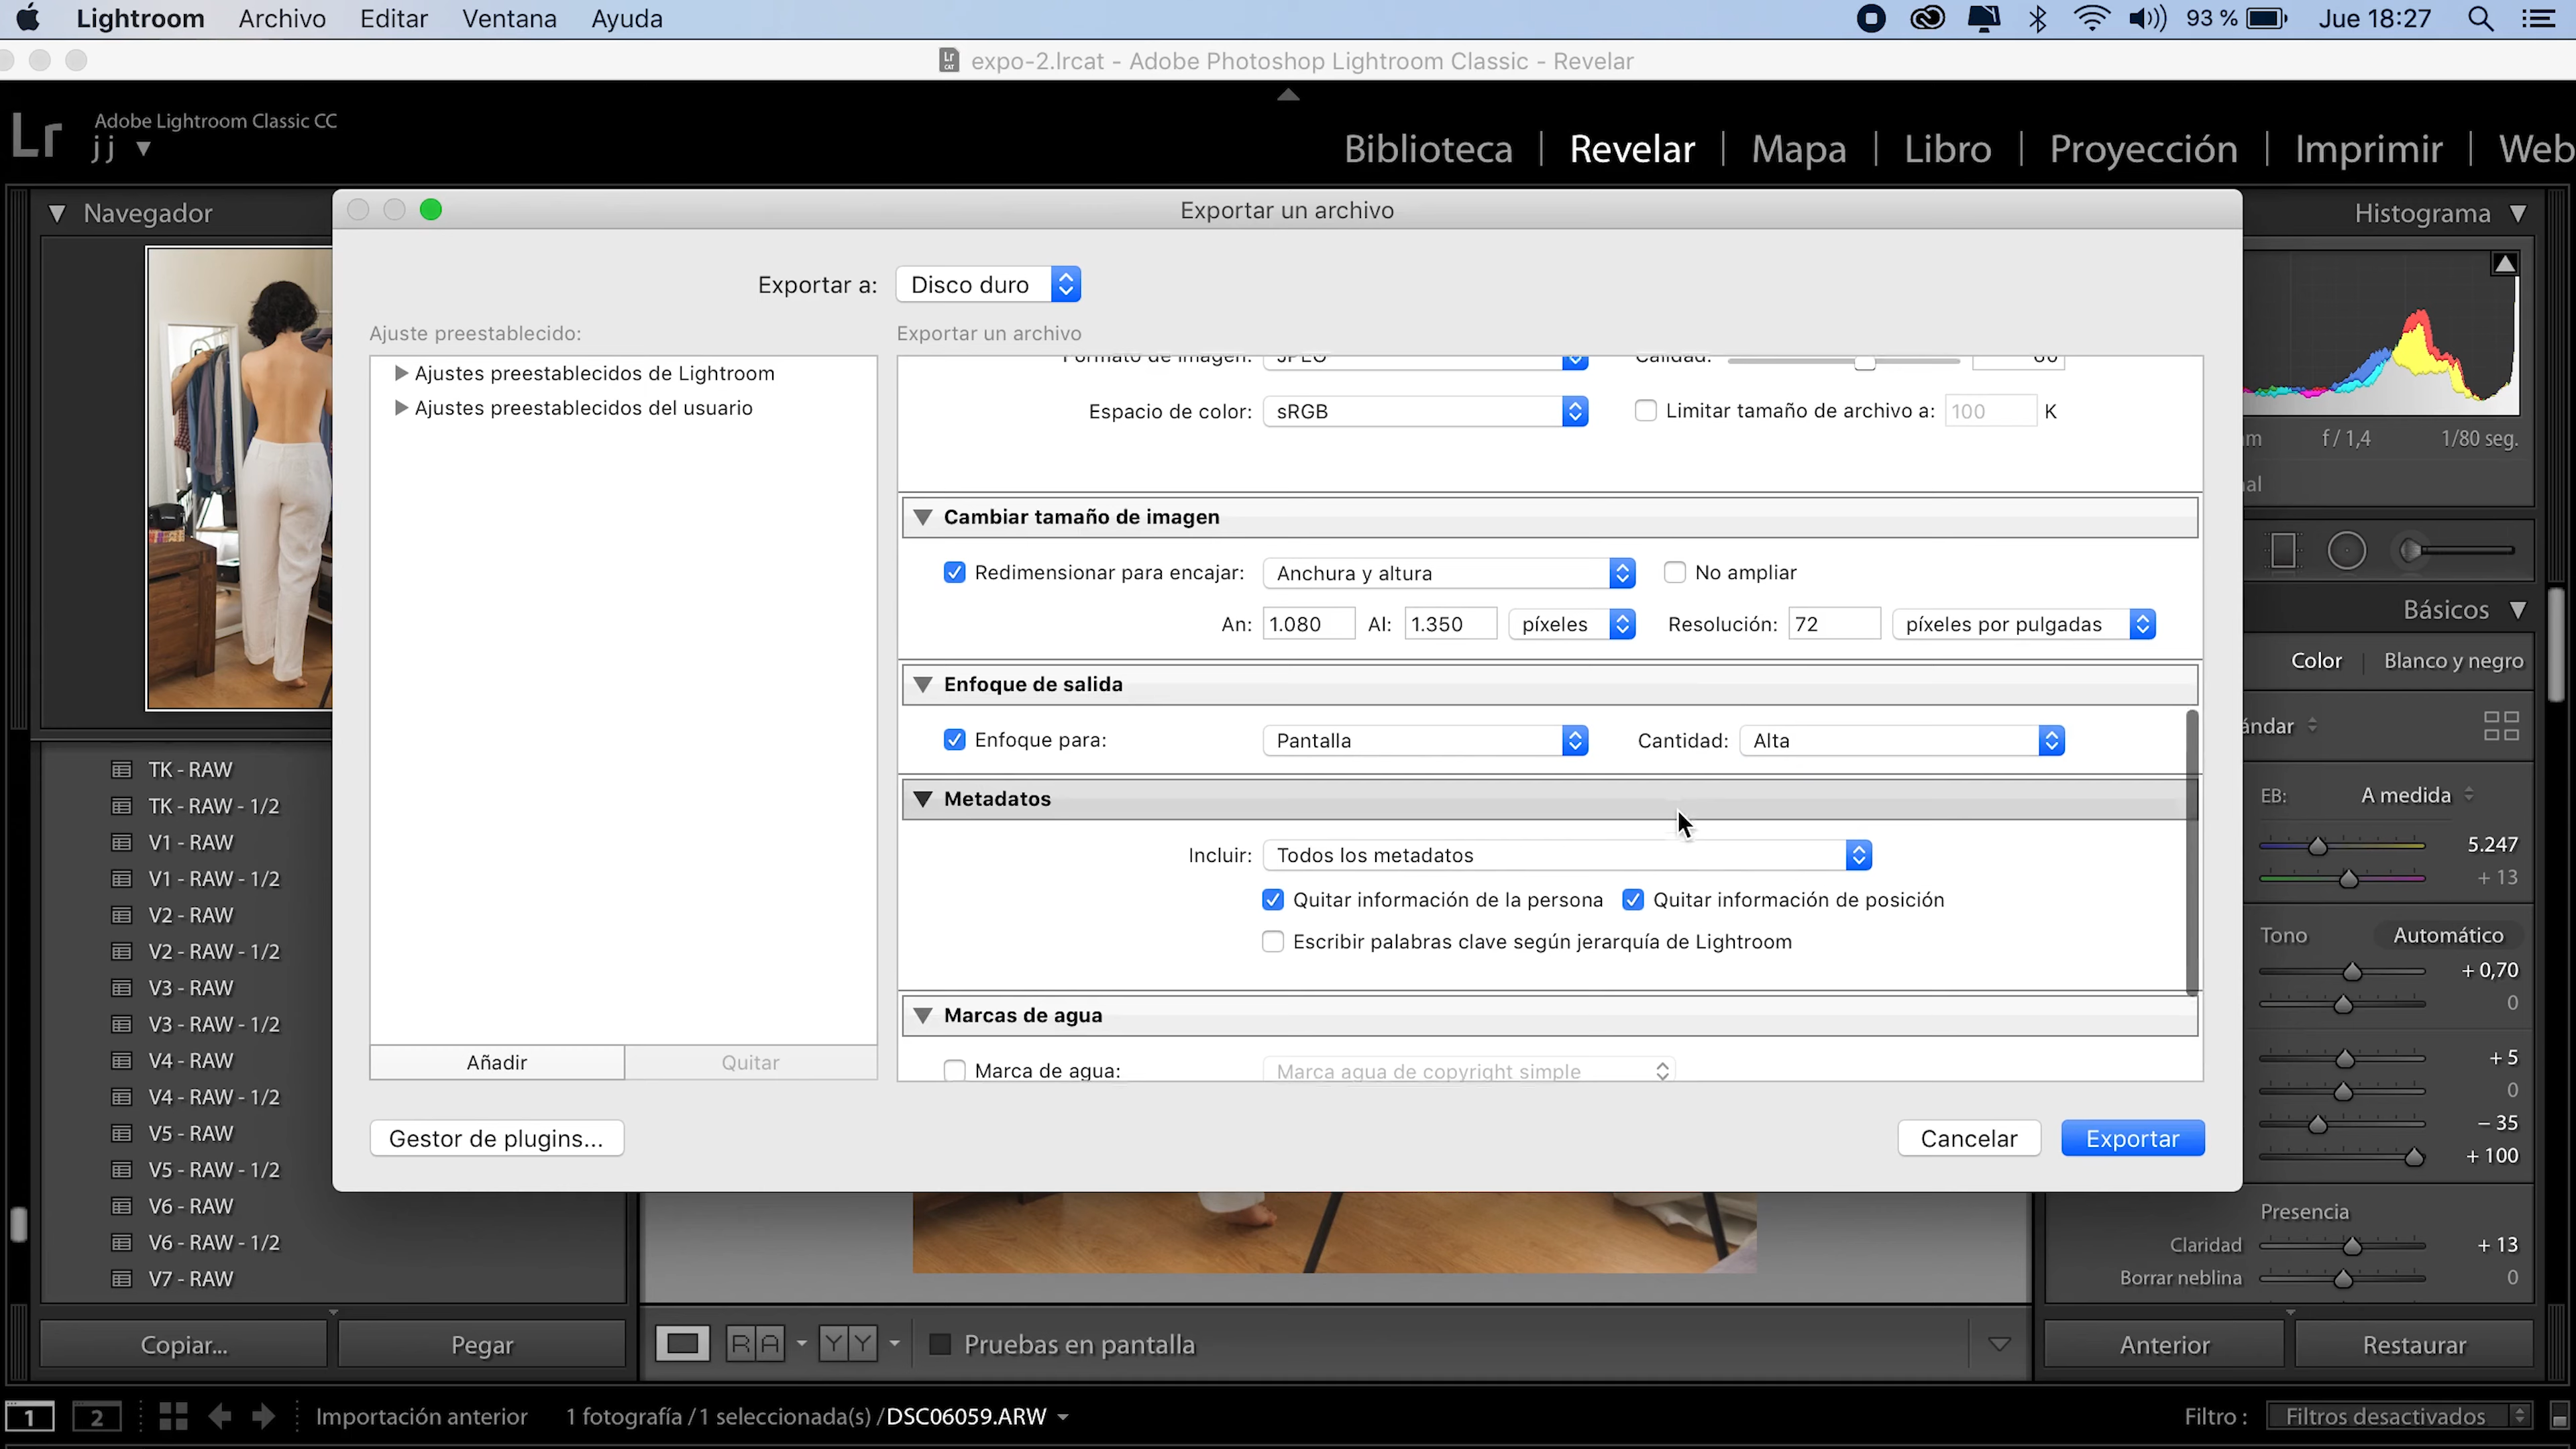 Lightroom Archivo Editar Ventana Ayuda 93 % Jue 18:27
expo-2.lrcat - Adobe Photoshop Lightroom Classic - Revelar
Lr Adobe Lightroom Classic CC
j j
Biblioteca | Revelar | Mapa | Libro | Proyección | Imprimir | Web
Navegador
Histograma
Exportar un archivo
Exportar a: Disco duro
Ajuste preestablecido:
Exportar un archivo
Ajustes preestablecidos de Lightroom
Ajustes preestablecidos del usuario
Formato de imagen: JPEG Calidad: 80
Espacio de color: sRGB Limitar tamaño de archivo a: 100 K
f / 1,4 1/80 seg.
Cambiar tamaño de imagen
Redimensionar para encajar: Anchura y altura No ampliar
An: 1.080 Al: 1.350 píxeles Resolución: 72 píxeles por pulgadas
Básicos
Color | Blanco y negro
Enfoque de salida
Enfoque para: Pantalla Cantidad: Alta
Metadatos
Incluir: Todos los metadatos
Quitar información de la persona Quitar información de posición
Escribir palabras clave según jerarquía de Lightroom
Marcas de agua
Marca de agua: Marca agua de copyright simple
Añadir Quitar
Gestor de plugins... Cancelar Exportar
TK - RAW
TK - RAW - 1/2
V1 - RAW
V1 - RAW - 1/2
V2 - RAW
V2 - RAW - 1/2
V3 - RAW
V3 - RAW - 1/2
V4 - RAW
V4 - RAW - 1/2
V5 - RAW
V5 - RAW - 1/2
V6 - RAW
V6 - RAW - 1/2
V7 - RAW
EB: A medida
5.247
+ 13
Tono Automático
+ 0,70
0
+ 5
0
– 35
+ 100
Presencia
Claridad + 13
Borrar neblina 0
Copiar... Pegar
R A Y Y Pruebas en pantalla
Anterior Restaurar
1 2 Importación anterior 1 fotografía / 1 seleccionada(s) / DSC06059.ARW Filtro : Filtros desactivados